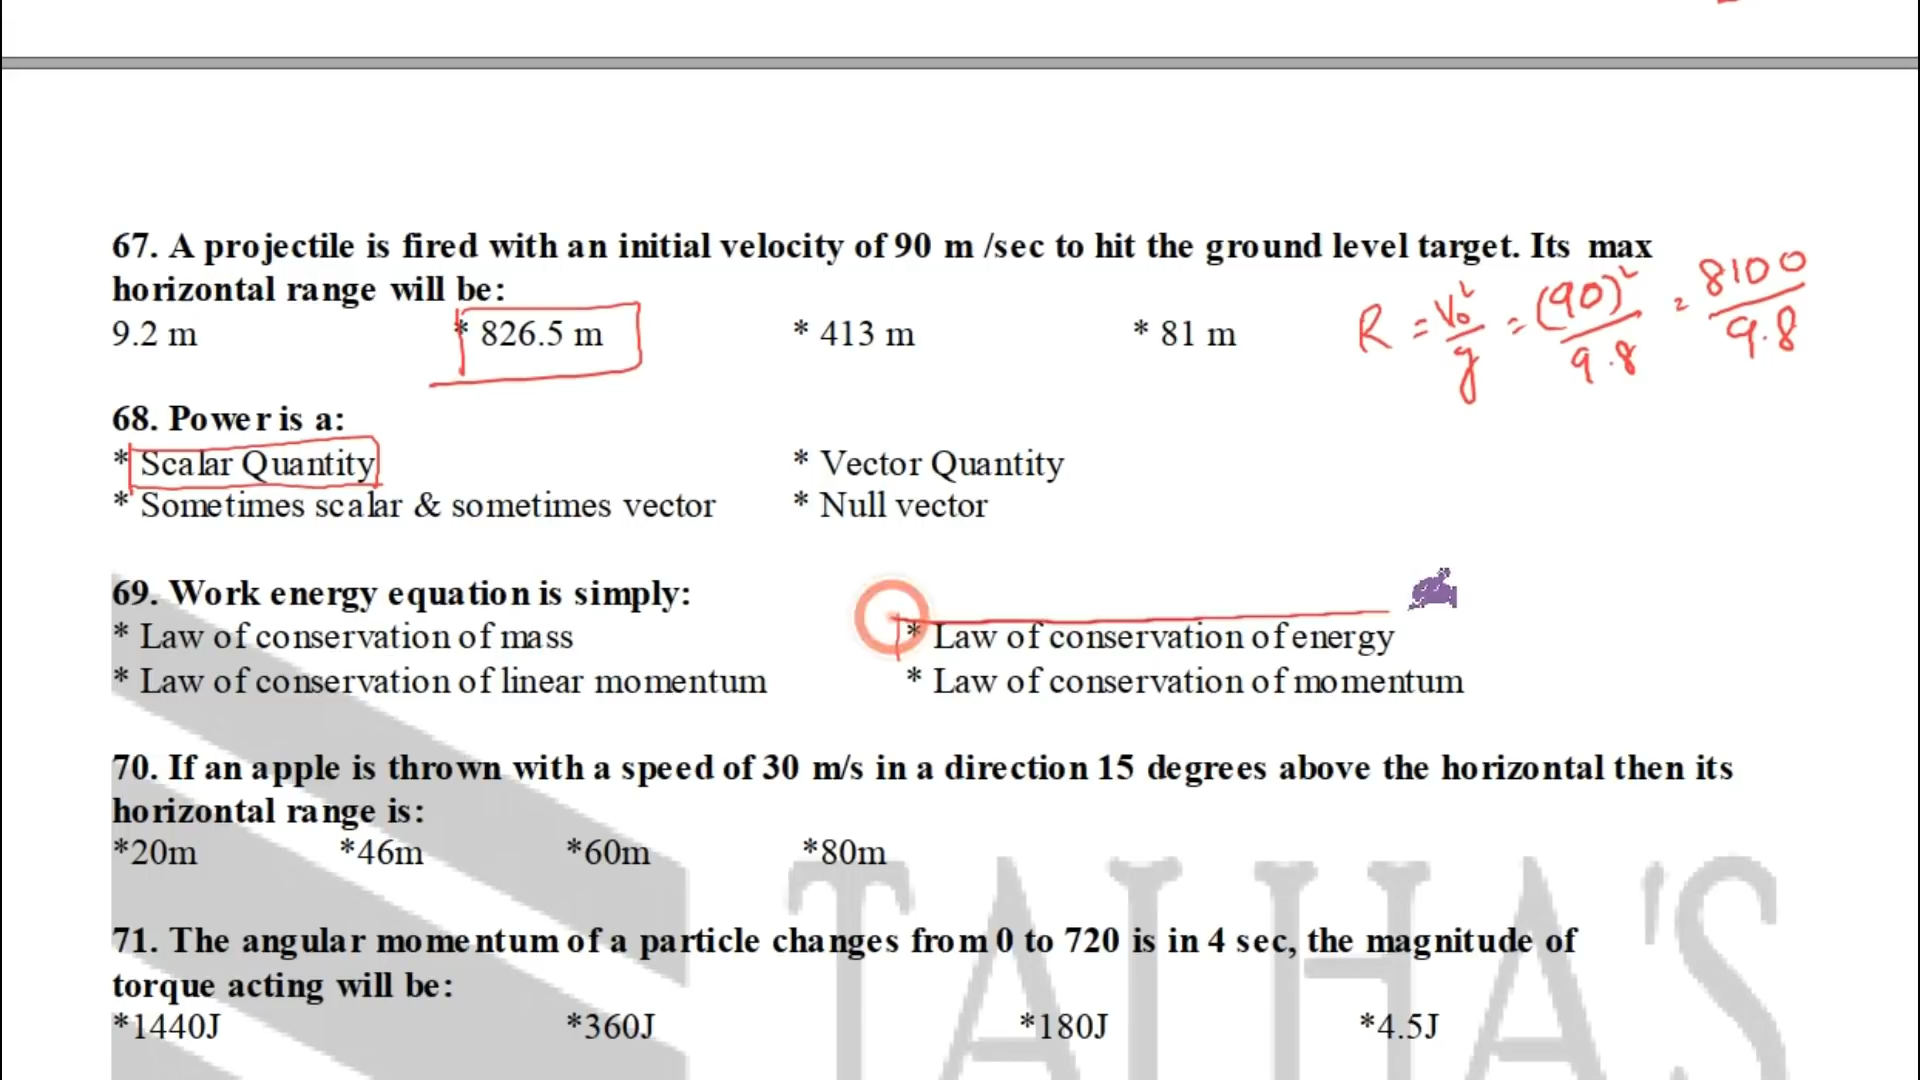 67. A projectile is fired with an initial velocity of 90 m /sec to hit the ground level target. Its max
horizontal range will be:
9.2 m * 826.5 m * 413 m * 81 m
R = V₀²/g = (90)²/9.8 = 8100/9.8
68. Power is a:
* Scalar Quantity * Vector Quantity
* Sometimes scalar & sometimes vector * Null vector
69. Work energy equation is simply:
* Law of conservation of mass * Law of conservation of energy
* Law of conservation of linear momentum * Law of conservation of momentum
70. If an apple is thrown with a speed of 30 m/s in a direction 15 degrees above the horizontal then its
horizontal range is:
*20m *46m *60m *80m
71. The angular momentum of a particle changes from 0 to 720 is in 4 sec, the magnitude of
torque acting will be:
*1440J *360J *180J *4.5J
TALHA'S